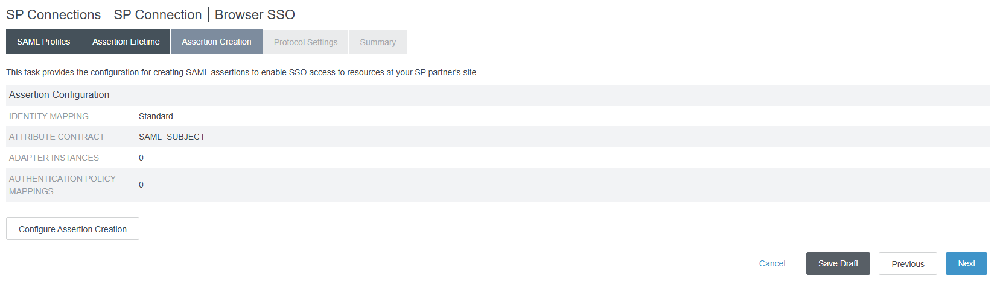 SP Connections | SP Connection | Browser SSO
SAML Profiles Assertion Lifetime Assertion Creation Protocol Settings Summary
This task provides the configuration for creating SAML assertions to enable SSO access to resources at your SP partner's site.
Assertion Configuration
IDENTITY MAPPING Standard
ATTRIBUTE CONTRACT SAML_SUBJECT
ADAPTER INSTANCES 0
AUTHENTICATION POLICY
MAPPINGS 0
Configure Assertion Creation
Cancel Save Draft Previous Next